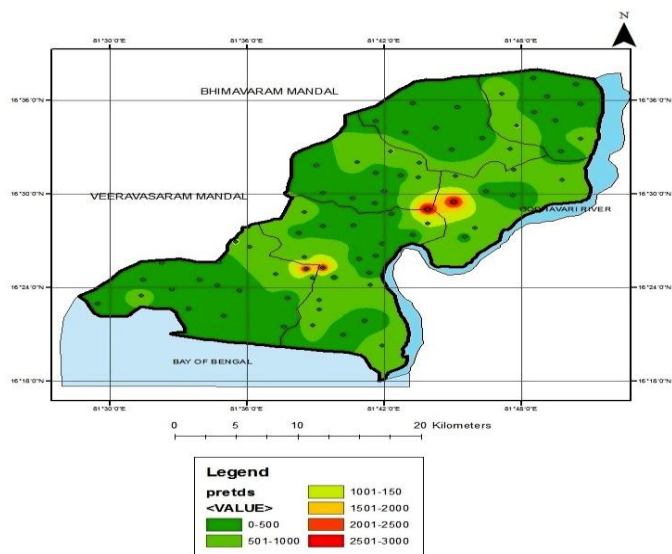 N
81°30'0"E 81°36'0"E 81°42'0"E 81°48'0"E
BHIMAVARAM MANDAL
16°36'0"N 16°36'0"N
VEERAVASARAM MANDAL
16°30'0"N 16°30'0"N
GODHAVARI RIVER
16°24'0"N 16°24'0"N
BAY OF BENGAL
16°18'0"N 16°18'0"N
81°30'0"E 81°36'0"E 81°42'0"E 81°48'0"E
0 5 10 20 Kilometers
Legend
pretds
<VALUE>
0-500
501-1000
1001-150
1501-2000
2001-2500
2501-3000